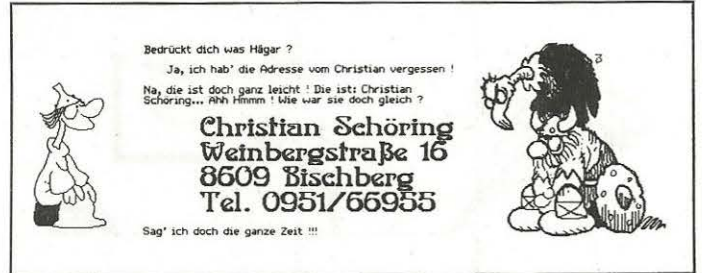 Bedrückt dich was Hägar ?
Ja, ich hab' die Adresse vom Christian vergessen !
Na, die ist doch ganz leicht ! Die ist: Christian
Schöring... Ahh Hmmm ! Wie war sie doch gleich ?
Christian Schöring
Weinbergstraße 16
8609 Bischberg
Tel. 0951/66955
Sag' ich doch die ganze Zeit !!!